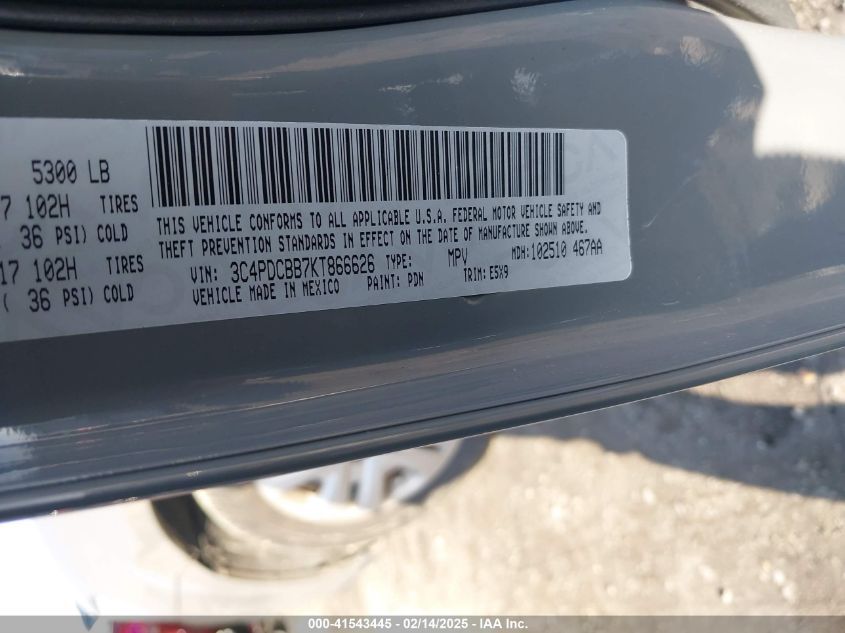 5300 LB
7 102H TIRES
36 PSI) COLD
17 102H TIRES
( 36 PSI) COLD
THIS VEHICLE CONFORMS TO ALL APPLICABLE U.S.A. FEDERAL MOTOR VEHICLE SAFETY AND
THEFT PREVENTION STANDARDS IN EFFECT ON THE DATE OF MANUFACTURE SHOWN ABOVE.
VIN: 3C4PDCBB7KT866626 TYPE: MPV MDH: 102510 467AA
VEHICLE MADE IN MEXICO PAINT: PDN TRIM: E5X9
000-41543445 - 02/14/2025 - IAA Inc.